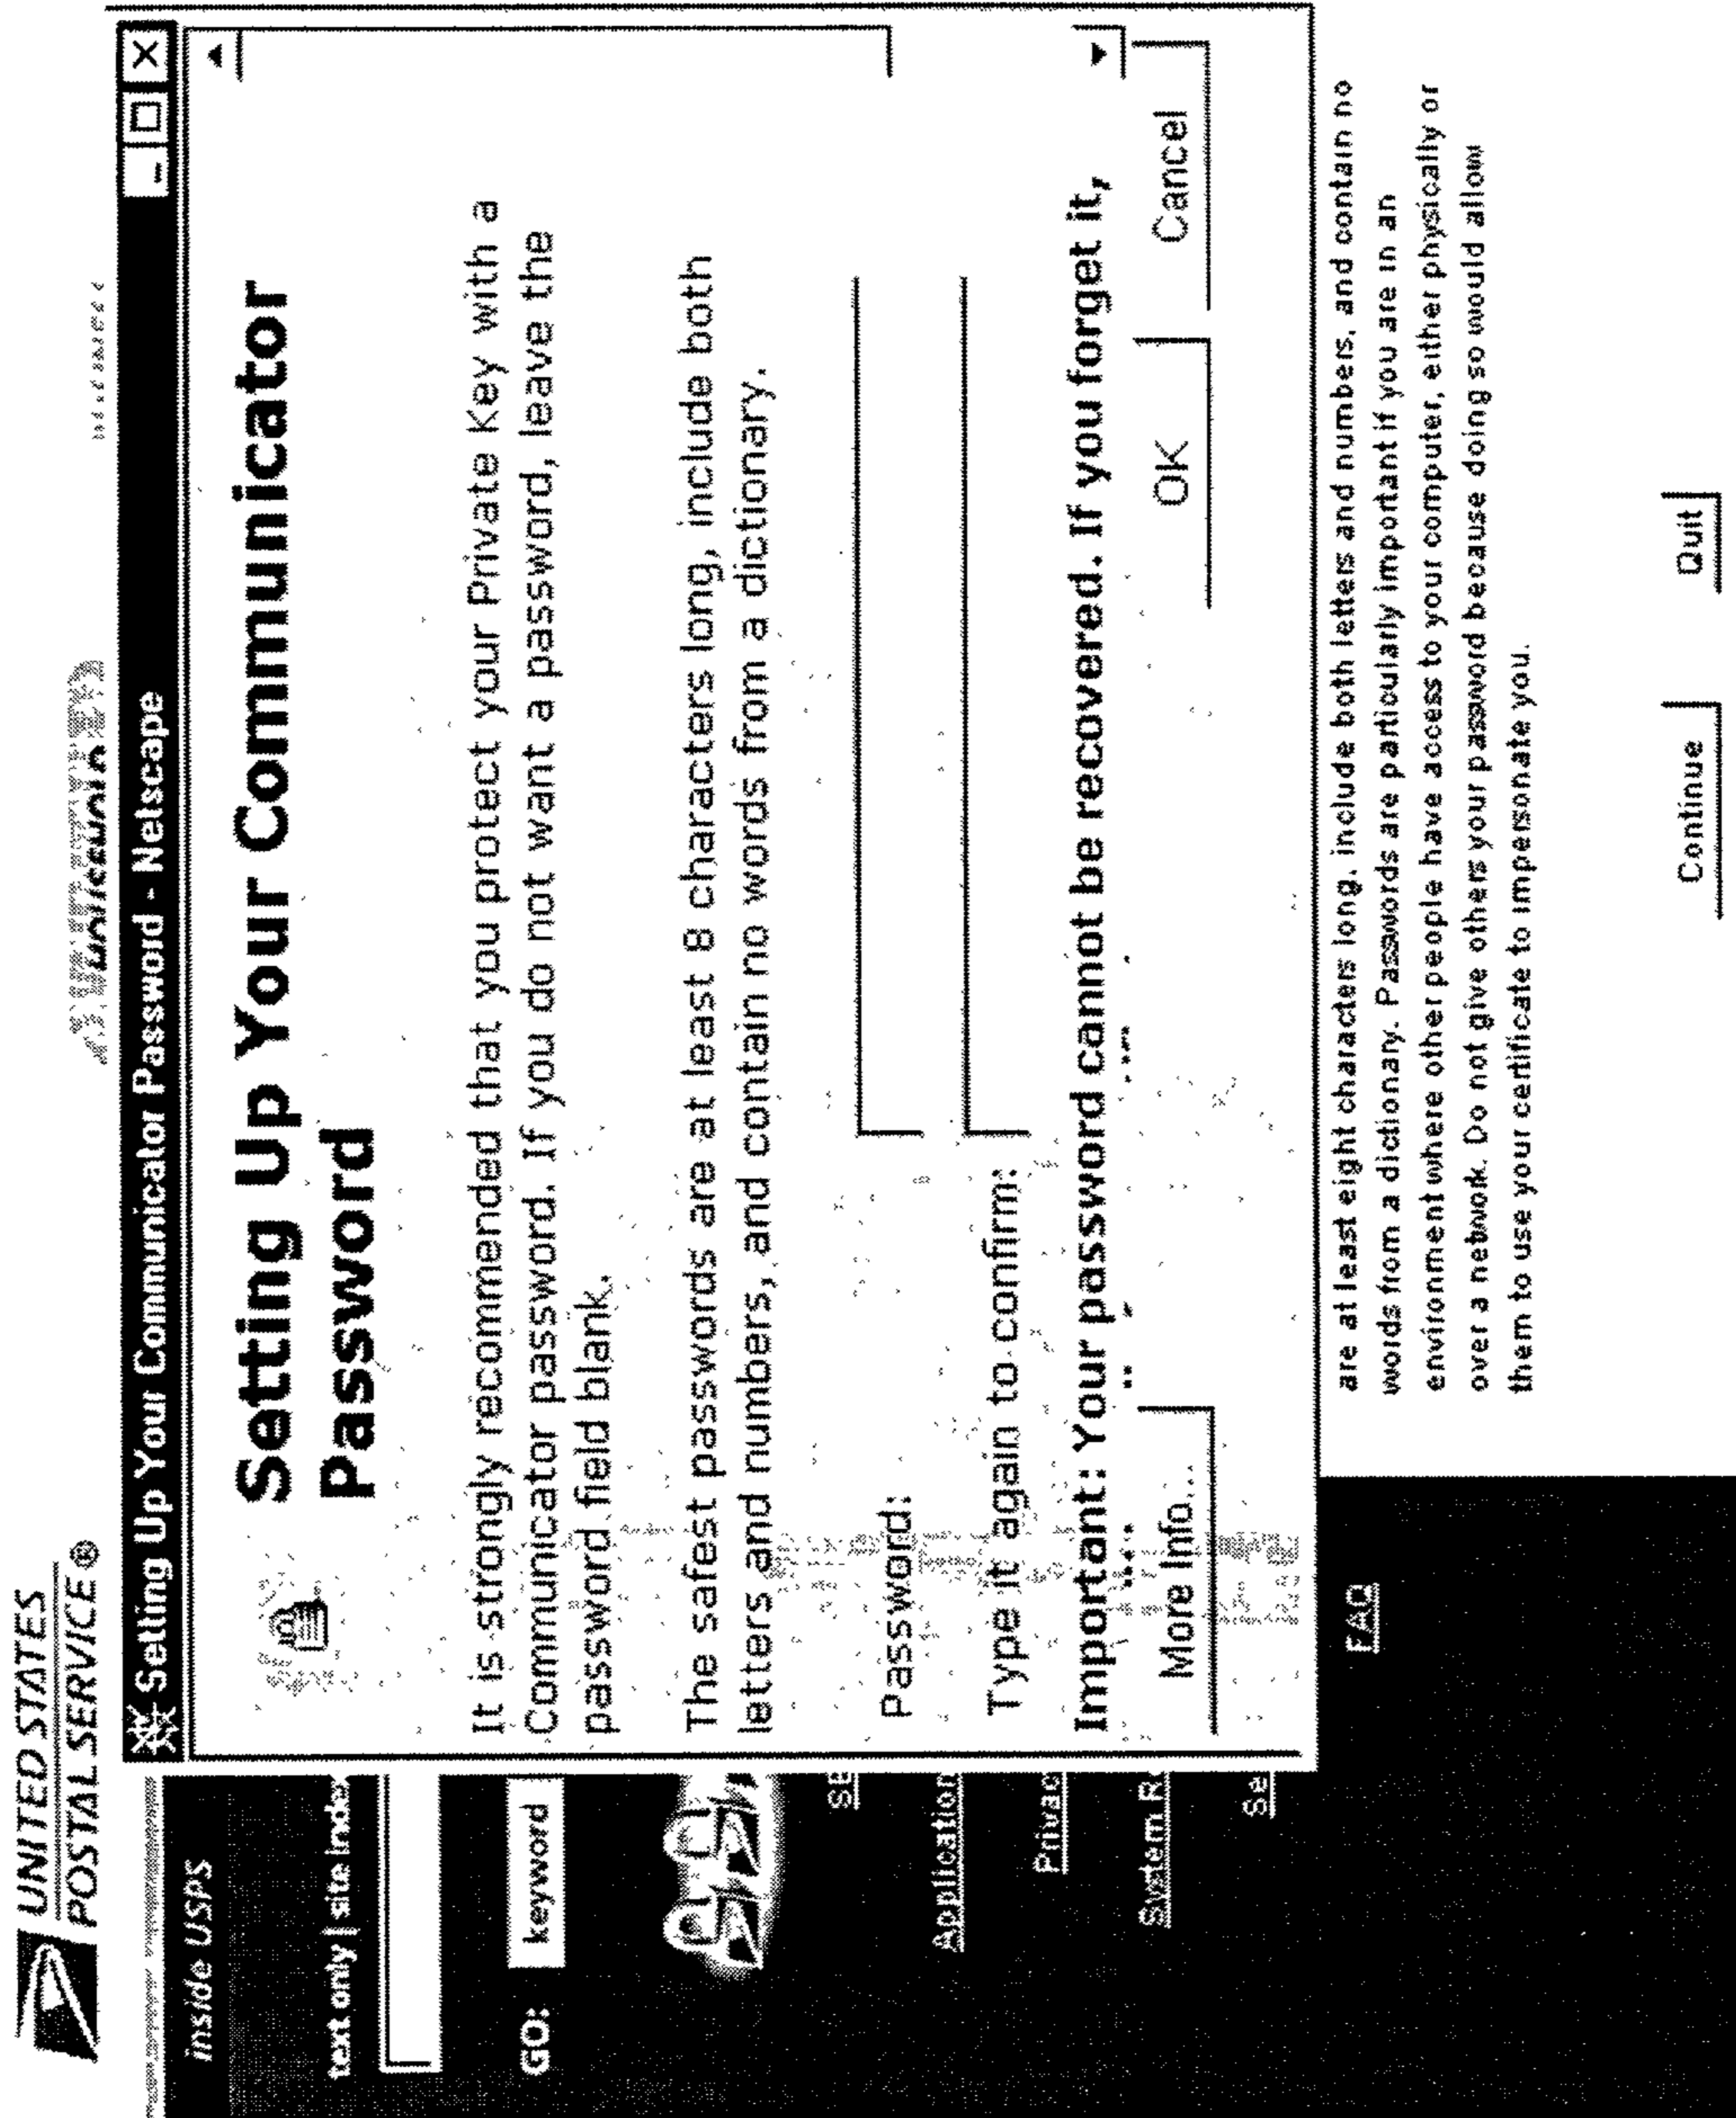 UNITED STATES
POSTAL SERVICE ®
Setting Up Your Communicator Password - Netscape
inside USPS
text only | site index
GO: keyword
Application
Privac
System R
Se
FAQ
Setting Up Your Communicator
Password
It is strongly recommended that you protect your Private Key with a
Communicator password. If you do not want a password, leave the
password field blank.
The safest passwords are at least 8 characters long, include both
letters and numbers, and contain no words from a dictionary.
Password:
Type it again to confirm:
Important: Your password cannot be recovered. If you forget it,
More Info...
OK
Cancel
are at least eight characters long, include both letters and numbers, and contain no
words from a dictionary. Passwords are particularly important if you are in an
environment where other people have access to your computer, either physically or
over a network. Do not give others your password because doing so would allow
them to use your certificate to impersonate you.
Continue
Quit